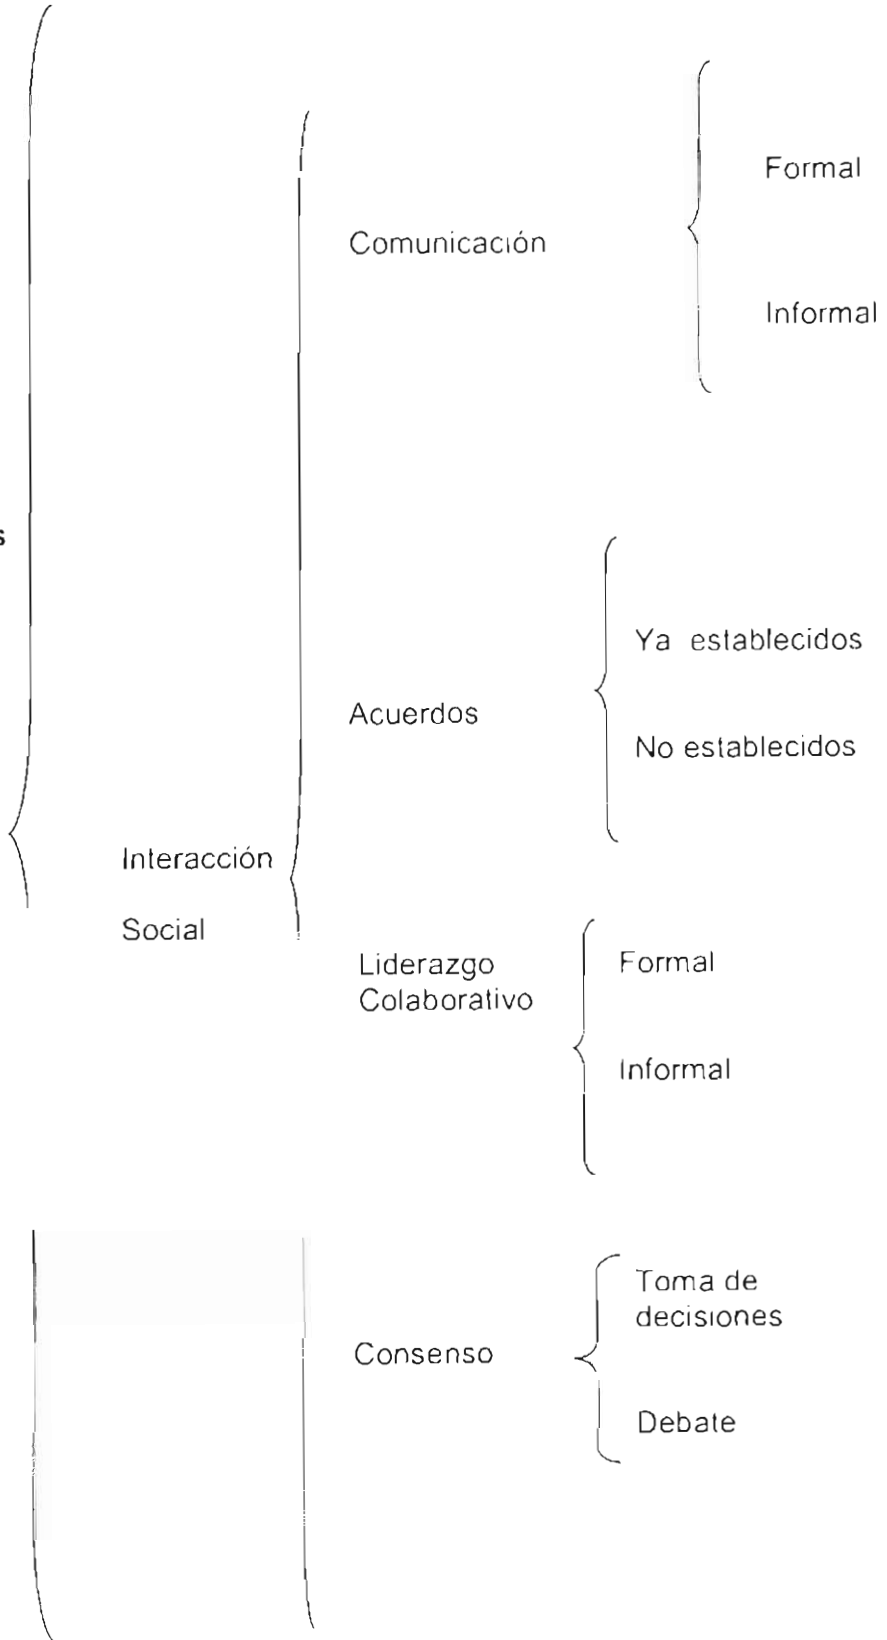 Formal
Comunicación
Informal
s
Ya establecidos
Acuerdos
No establecidos
Interacción
Social
Liderazgo
Colaborativo
Formal
Informal
Toma de
decisiones
Consenso
Debate